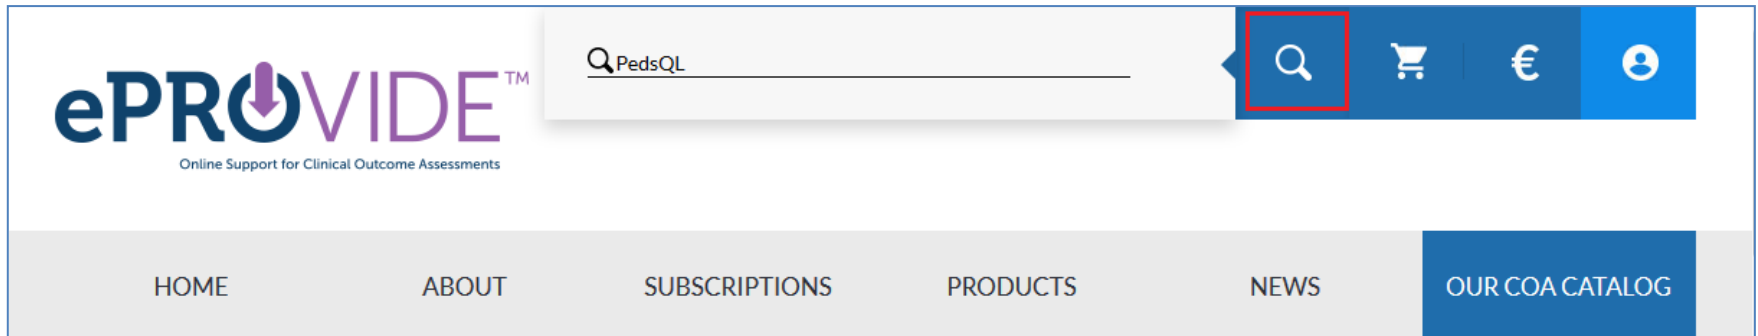 PedsQL
€
ePROVIDE™
Online Support for Clinical Outcome Assessments
HOME ABOUT SUBSCRIPTIONS PRODUCTS NEWS OUR COA CATALOG